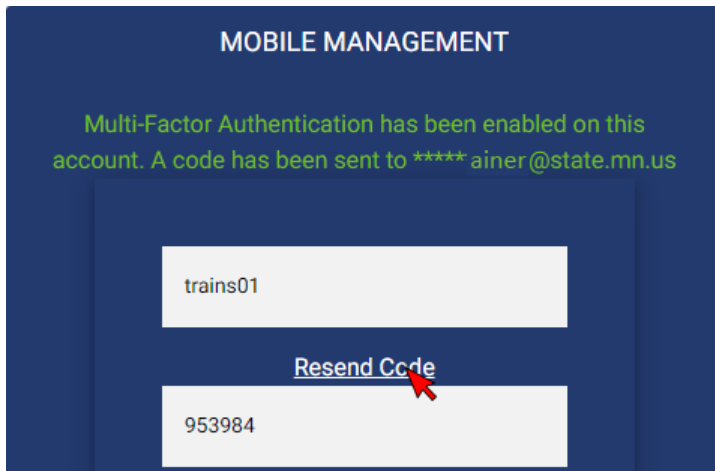 MOBILE MANAGEMENT
Multi-Factor Authentication has been enabled on this
account. A code has been sent to *****ainer@state.mn.us
trains01
Resend Code
953984